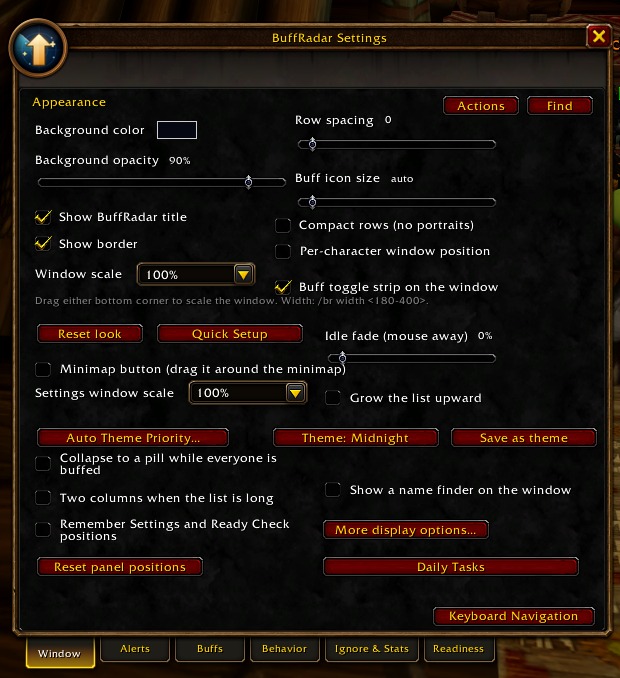 BuffRadar Settings
Appearance
Actions
Find
Background color
Row spacing 0
Background opacity 90%
Buff icon size auto
Show BuffRadar title
Compact rows (no portraits)
Show border
Per-character window position
Window scale 100%
Buff toggle strip on the window
Drag either bottom corner to scale the window. Width: /br width <180-400>.
Reset look
Quick Setup
Idle fade (mouse away) 0%
Minimap button (drag it around the minimap)
Settings window scale 100%
Grow the list upward
Auto Theme Priority...
Theme: Midnight
Save as theme
Collapse to a pill while everyone is
buffed
Two columns when the list is long
Show a name finder on the window
Remember Settings and Ready Check
positions
More display options...
Reset panel positions
Daily Tasks
Keyboard Navigation
Window
Alerts
Buffs
Behavior
Ignore & Stats
Readiness